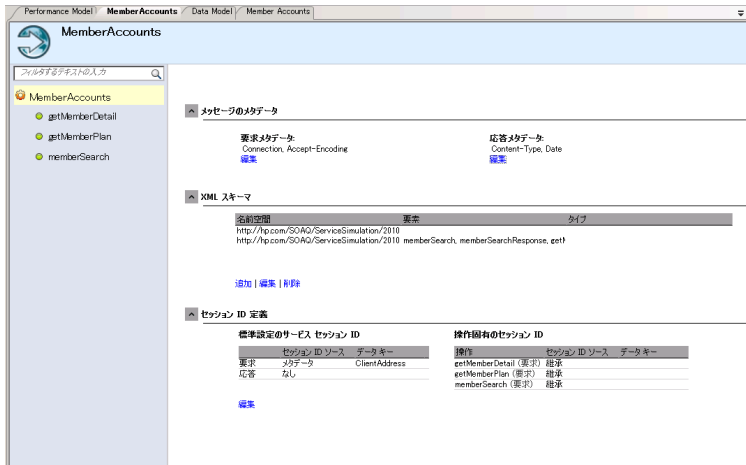 Performance Model MemberAccounts Data Model Member Accounts
MemberAccounts
フィルタするテキストの入力
MemberAccounts
getMemberDetail
getMemberPlan
memberSearch
メッセージのメタデータ
要求メタデータ: 応答メタデータ:
Connection, Accept-Encoding Content-Type, Date
編集 編集
XML スキーマ
名前空間 要素 タイプ
http://hp.com/SOAQ/ServiceSimulation/2010
http://hp.com/SOAQ/ServiceSimulation/2010 memberSearch, memberSearchResponse, getM
追加 | 編集 | 削除
セッション ID 定義
標準設定のサービス セッション ID 操作固有のセッション ID
セッション ID ソース データ キー 操作 セッション ID ソース データ キー
要求 メタデータ ClientAddress getMemberDetail (要求) 継承
応答 なし getMemberPlan (要求) 継承
memberSearch (要求) 継承
編集